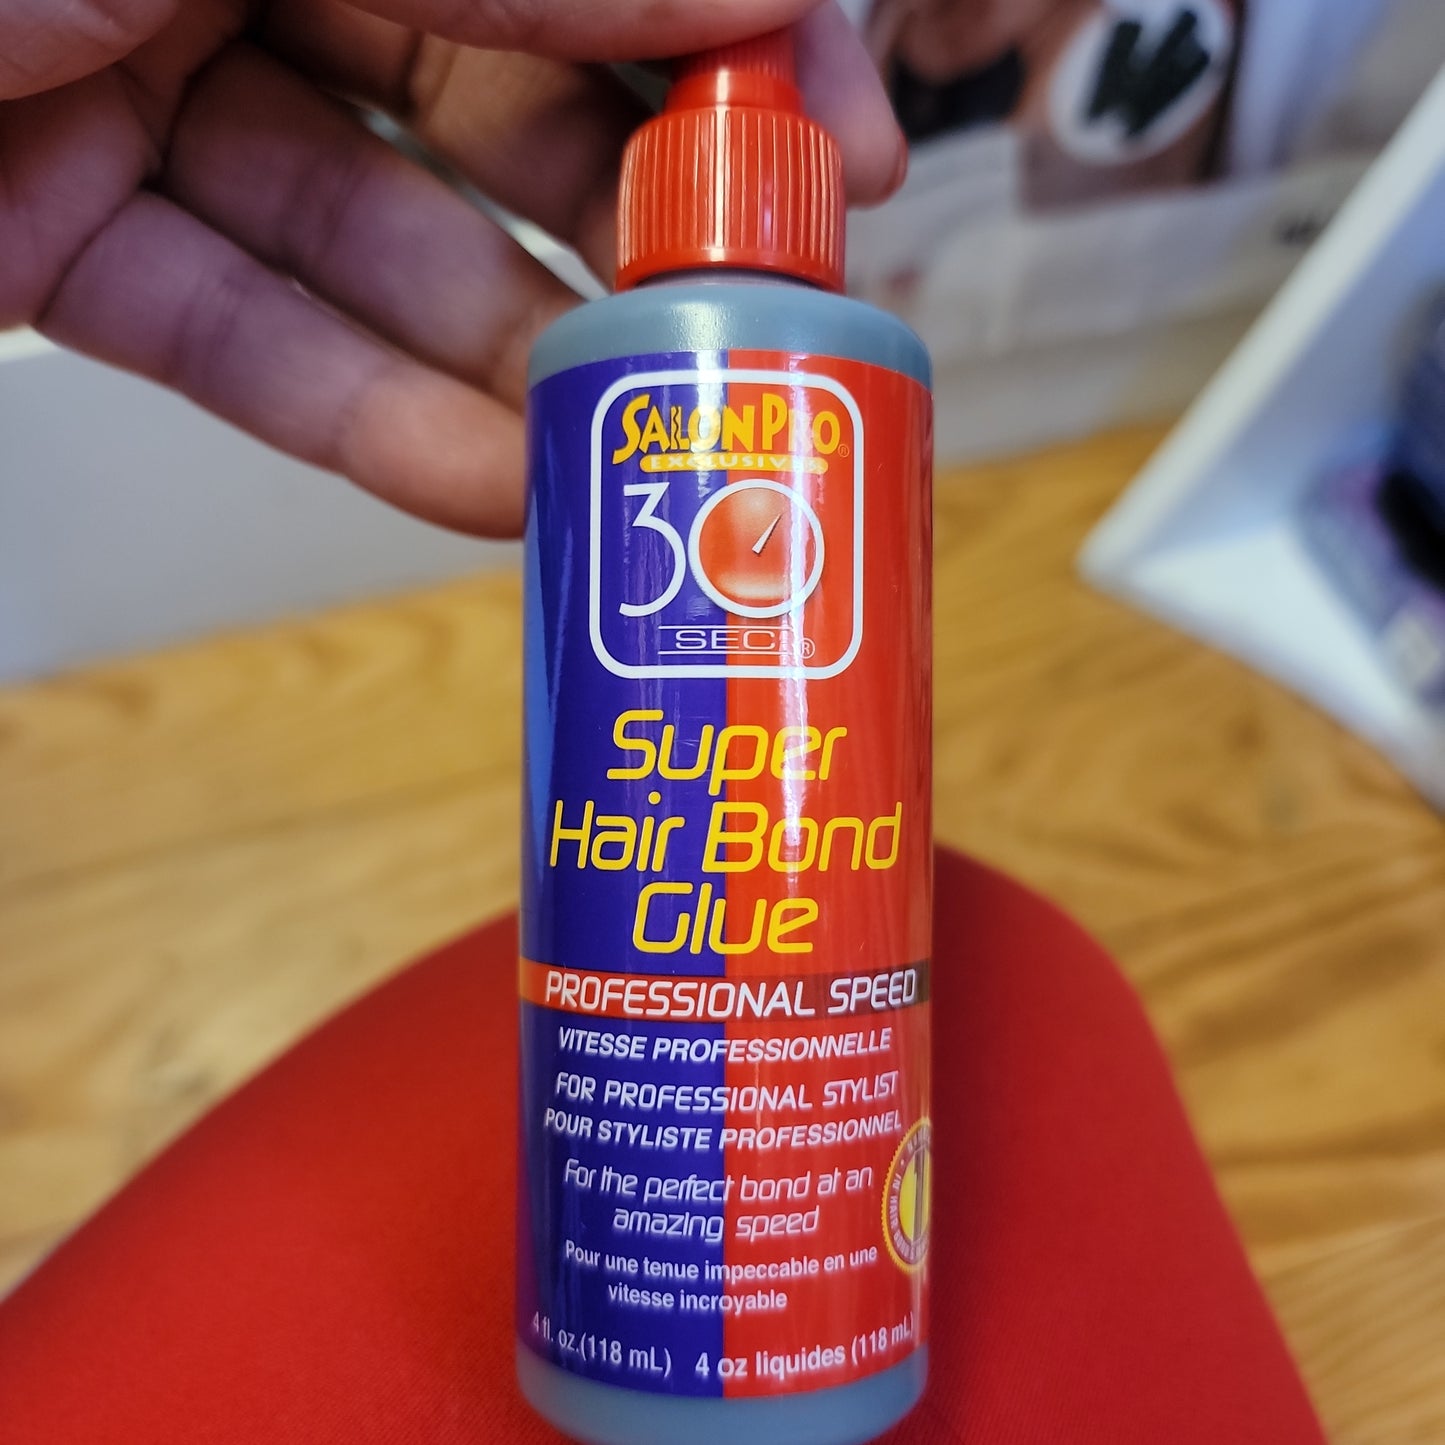 SALON PRO®
EXCLUSIVES
30
SEC®
Super
Hair Bond
Glue
PROFESSIONAL SPEED
VITESSE PROFESSIONNELLE
FOR PROFESSIONAL STYLIST
POUR STYLISTE PROFESSIONNEL
For the perfect bond at an
amazing speed
Pour une tenue impeccable en une
vitesse incroyable
4 fl. oz.(118 mL) 4 oz liquides (118 mL)